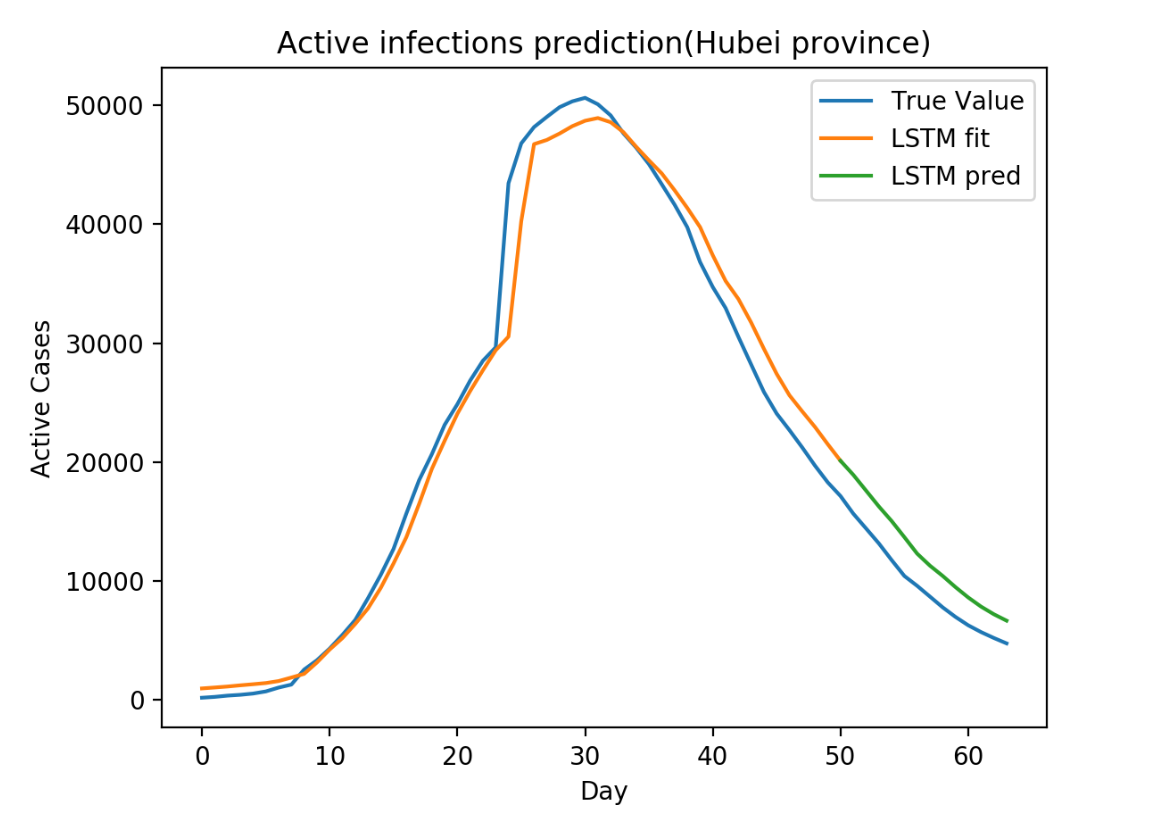 Active infections prediction(Hubei province)
True Value
LSTM fit
LSTM pred
Active Cases
50000
40000
30000
20000
10000
0
0 10 20 30 40 50 60
Day